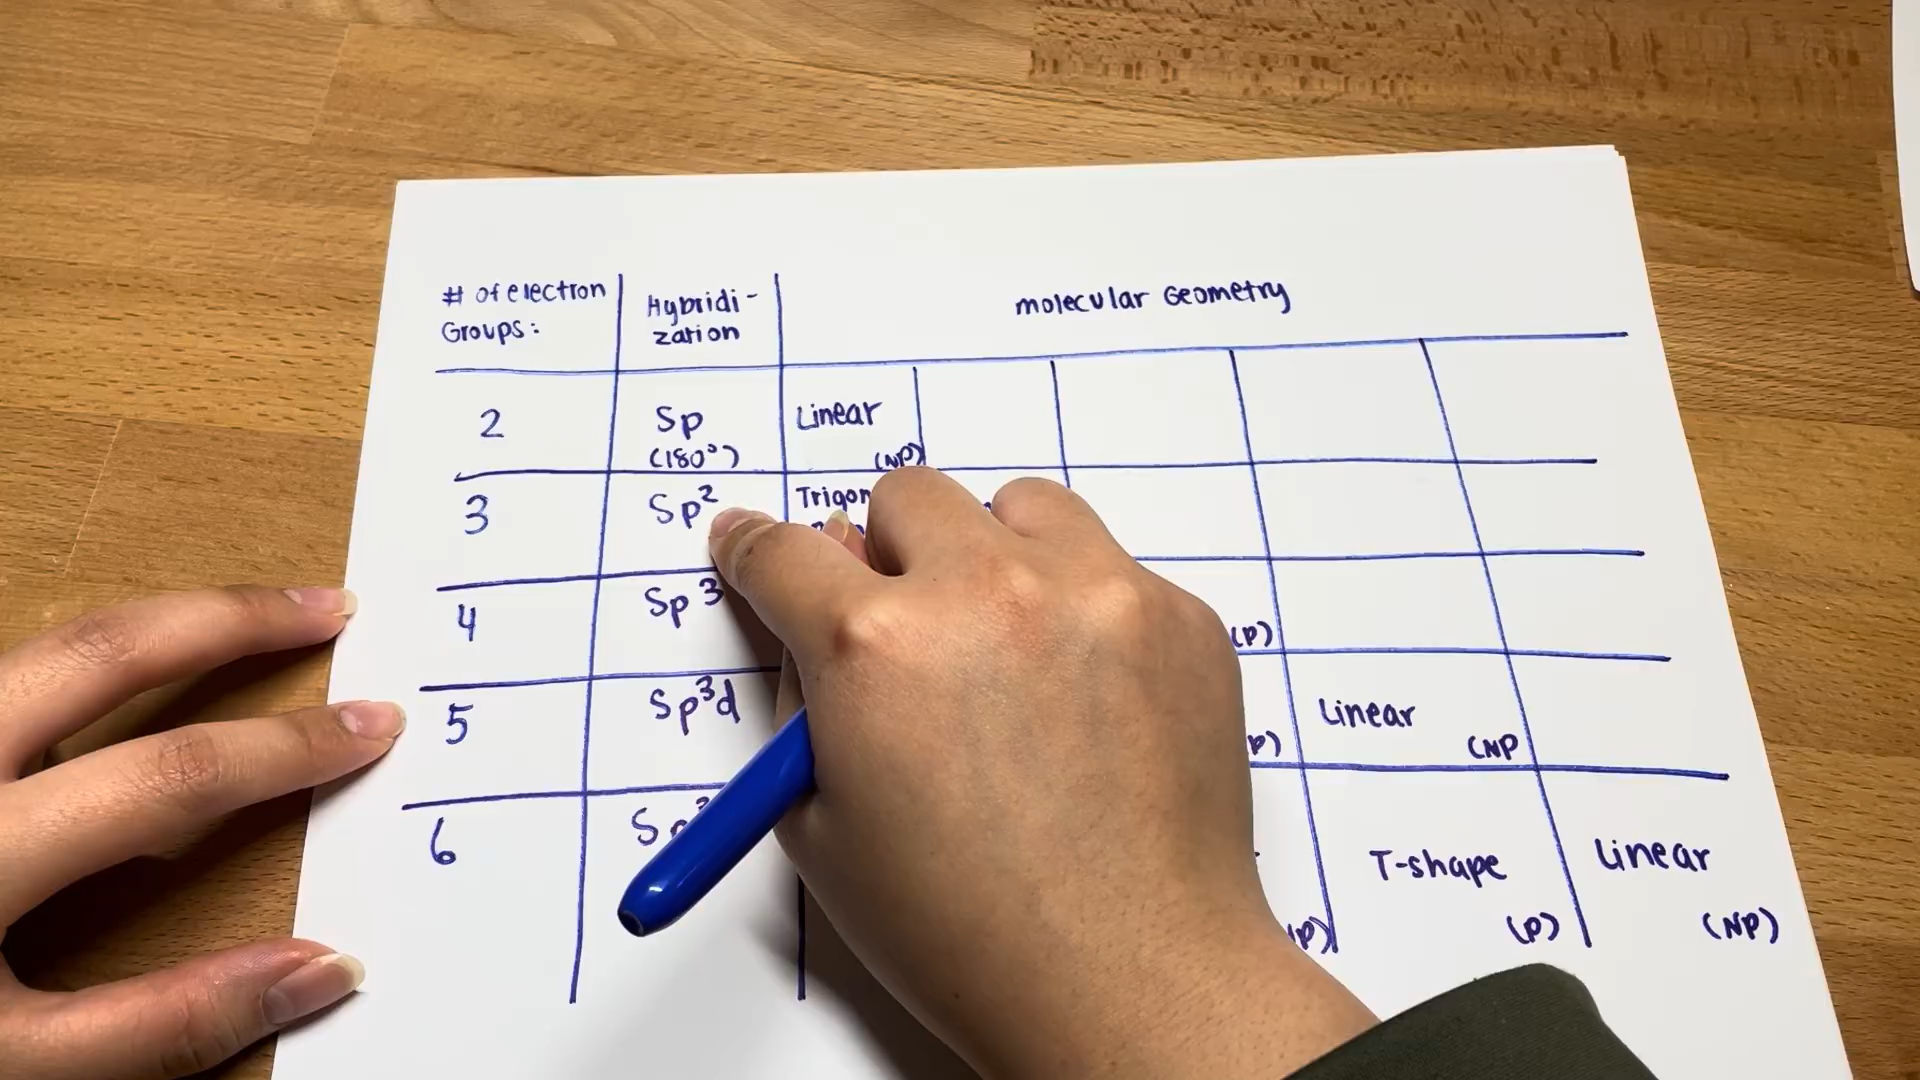 # of electron
Groups:
Hybridi-
zation
molecular Geometry
2
Sp
(180°)
Linear
(NP)
3
Sp²
4
Sp³
(P)
5
Sp³d
Linear
(NP
6
T-shape
(P)
Linear
(NP)